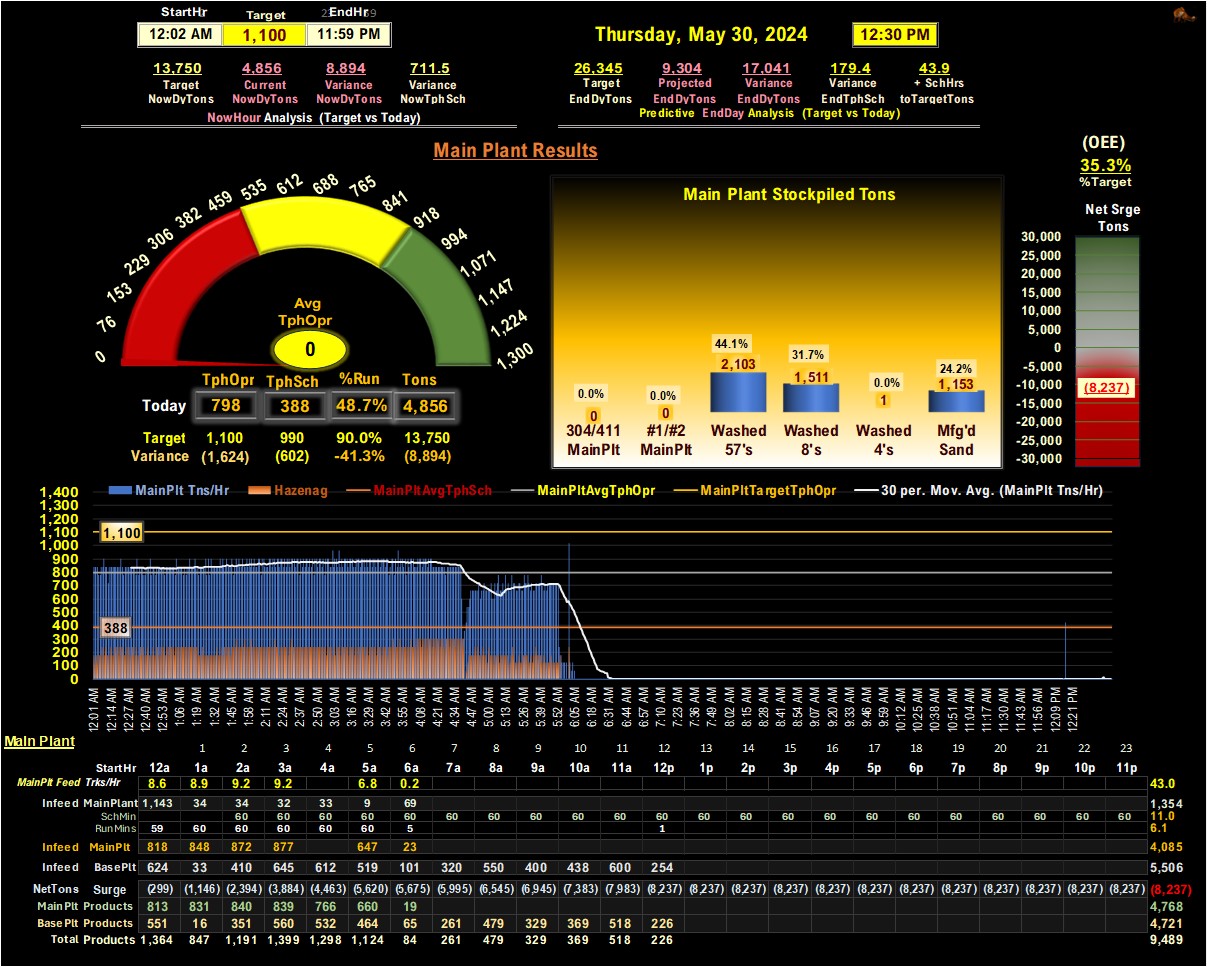 StartHr Target EndHr
12:02 AM 1,100 11:59 PM
Thursday, May 30, 2024 12:30 PM
13,750 4,856 8,894 711.5
Target Current Variance Variance
NowDyTons NowDyTons NowDyTons NowTphSch
NowHour Analysis (Target vs Today)
26,345 9,304 17,041 179.4 43.9
Target Projected Variance Variance + SchHrs
EndDyTons EndDyTons EndDyTons EndTphSch toTargetTons
Predictive EndDay Analysis (Target vs Today)
Main Plant Results
(OEE)
35.3%
%Target
Net Srge
Tons
30,000
25,000
20,000
15,000
10,000
5,000
0
-5,000
-10,000
(8,237)
-15,000
-20,000
-25,000
-30,000
0 76 153 229 306 382 459 535 612 688 765 841 918 994 1,071 1,147 1,224 1,300
Avg
TphOpr
0
TphOpr TphSch %Run Tons
Today 798 388 48.7% 4,856
Target 1,100 990 90.0% 13,750
Variance (1,624) (602) -41.3% (8,894)
Main Plant Stockpiled Tons
0.0% 0.0% 44.1% 31.7% 0.0% 24.2%
0 0 2,103 1,511 1 1,153
304/411 #1/#2 Washed Washed Washed Mfg'd
MainPlt MainPlt 57's 8's 4's Sand
MainPlt Tns/Hr Hazenag MainPltAvgTphSch MainPltAvgTphOpr MainPltTargetTphOpr 30 per. Mov. Avg. (MainPlt Tns/Hr)
1,400
1,300
1,200
1,100
1,000
900
800
700
600
500
400
300
200
100
0
1,100
388
12:01 AM 12:14 AM 12:27 AM 12:40 AM 12:53 AM 1:06 AM 1:19 AM 1:32 AM 1:45 AM 1:58 AM 2:11 AM 2:24 AM 2:37 AM 2:50 AM 3:03 AM 3:16 AM 3:29 AM 3:42 AM 3:55 AM 4:08 AM 4:21 AM 4:34 AM 4:47 AM 5:00 AM 5:13 AM 5:26 AM 5:39 AM 5:52 AM 6:05 AM 6:18 AM 6:31 AM 6:44 AM 6:57 AM 7:10 AM 7:23 AM 7:36 AM 7:49 AM 8:02 AM 8:15 AM 8:28 AM 8:41 AM 8:54 AM 9:07 AM 9:20 AM 9:33 AM 9:46 AM 9:59 AM 10:12 AM 10:25 AM 10:38 AM 10:51 AM 11:04 AM 11:17 AM 11:30 AM 11:43 AM 11:56 AM 12:09 PM 12:21 PM
Main Plant
1 2 3 4 5 6 7 8 9 10 11 12 13 14 15 16 17 18 19 20 21 22 23
StartHr 12a 1a 2a 3a 4a 5a 6a 7a 8a 9a 10a 11a 12p 1p 2p 3p 4p 5p 6p 7p 8p 9p 10p 11p
MainPlt Feed Trks/Hr 8.6 8.9 9.2 9.2 6.8 0.2 43.0
Infeed MainPlant 1,143 34 34 32 33 9 69 1,354
SchMin 60 60 60 60 60 60 60 60 60 60 60 60 60 60 60 60 60 60 60 60 60 60 11.0
RunMins 59 60 60 60 60 60 5 1 6.1
Infeed MainPlt 818 848 872 877 647 23 4,085
Infeed BasePlt 624 33 410 645 612 519 101 320 550 400 438 600 254 5,506
NetTons Surge (299) (1,146) (2,394) (3,884) (4,463) (5,620) (5,675) (5,995) (6,545) (6,945) (7,383) (7,983) (8,237) (8,237) (8,237) (8,237) (8,237) (8,237) (8,237) (8,237) (8,237) (8,237) (8,237) (8,237) (8,237)
MainPlt Products 813 831 840 839 766 660 19 4,768
BasePlt Products 551 16 351 560 532 464 65 261 479 329 369 518 226 4,721
Total Products 1,364 847 1,191 1,399 1,298 1,124 84 261 479 329 369 518 226 9,489